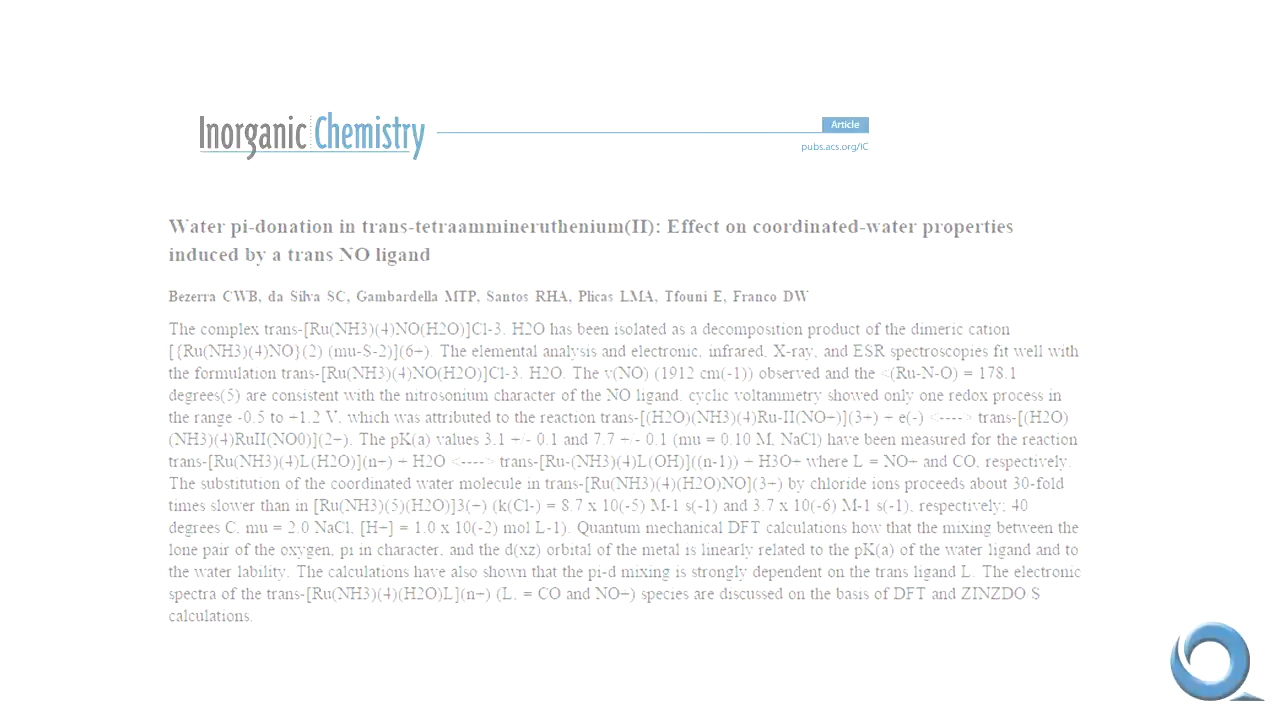 Inorganic Chemistry
Article
pubs.acs.org/IC
Water pi-donation in trans-tetraammineruthenium(II): Effect on coordinated-water properties
induced by a trans NO ligand
Bezerra CWB, da Silva SC, Gambardella MTP, Santos RHA, Plicas LMA, Tfouni E, Franco DW
The complex trans-[Ru(NH3)(4)NO(H2O)]Cl-3. H2O has been isolated as a decomposition product of the dimeric cation
[{Ru(NH3)(4)NO}(2) (mu-S-2)](6+). The elemental analysis and electronic, infrared, X-ray, and ESR spectroscopies fit well with
the formulation trans-[Ru(NH3)(4)NO(H2O)]Cl-3. H2O. The v(NO) (1912 cm(-1)) observed and the <(Ru-N-O) = 178.1
degrees(5) are consistent with the nitrosonium character of the NO ligand. cyclic voltammetry showed only one redox process in
the range -0.5 to +1.2 V, which was attributed to the reaction trans-[(H2O)(NH3)(4)Ru-II(NO+)](3+) + e(-) <----> trans-[(H2O)
(NH3)(4)RuII(NO0)](2+). The pK(a) values 3.1 +/- 0.1 and 7.7 +/- 0.1 (mu = 0.10 M, NaCl) have been measured for the reaction
trans-[Ru(NH3)(4)L(H2O)](n+) + H2O <----> trans-[Ru-(NH3)(4)L(OH)]((n-1)) + H3O+ where L = NO+ and CO, respectively.
The substitution of the coordinated water molecule in trans-[Ru(NH3)(4)(H2O)NO](3+) by chloride ions proceeds about 30-fold
times slower than in [Ru(NH3)(5)(H2O)]3(+) (k(Cl-) = 8.7 x 10(-5) M-1 s(-1) and 3.7 x 10(-6) M-1 s(-1), respectively; 40
degrees C, mu = 2.0 NaCl, [H+] = 1.0 x 10(-2) mol L-1). Quantum mechanical DFT calculations how that the mixing between the
lone pair of the oxygen, pi in character, and the d(xz) orbital of the metal is linearly related to the pK(a) of the water ligand and to
the water lability. The calculations have also shown that the pi-d mixing is strongly dependent on the trans ligand L. The electronic
spectra of the trans-[Ru(NH3)(4)(H2O)L](n+) (L, = CO and NO+) species are discussed on the basis of DFT and ZINZDO S
calculations.